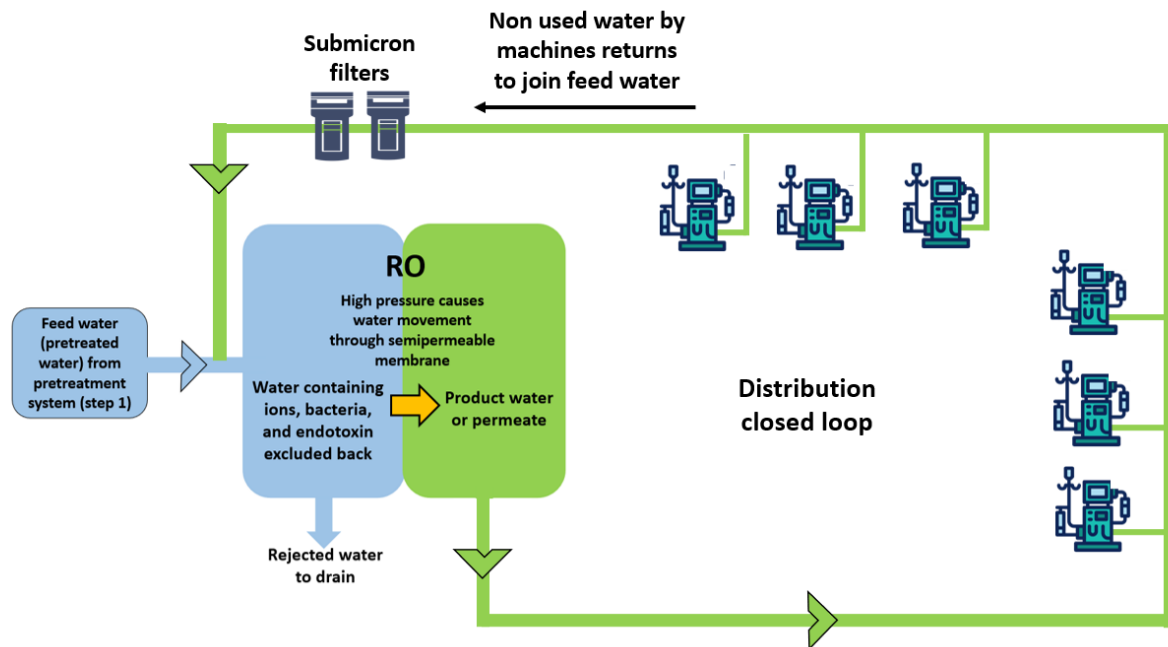 Submicron
filters
Non used water by
machines returns
to join feed water
RO
High pressure causes
water movement
through semipermeable
membrane
Feed water
(pretreated
water) from
pretreatment
system (step 1)
Water containing
ions, bacteria,
and endotoxin
excluded back
Product water
or permeate
Distribution
closed loop
Rejected water
to drain